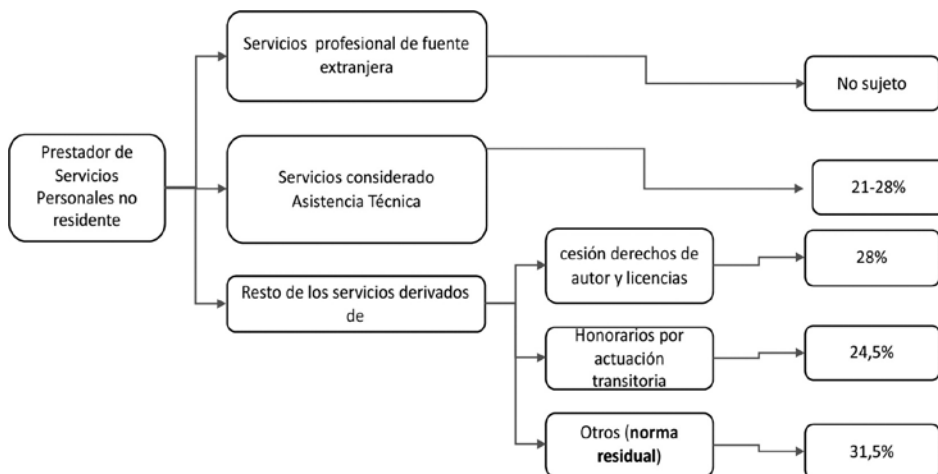 Servicios profesional de fuente
extranjera
No sujeto
Prestador de
Servicios
Personales no
residente
Servicios considerado
Asistencia Técnica
21-28%
Resto de los servicios derivados
de
cesión derechos de
autor y licencias
28%
Honorarios por
actuación
transitoria
24,5%
Otros (norma
residual)
31,5%